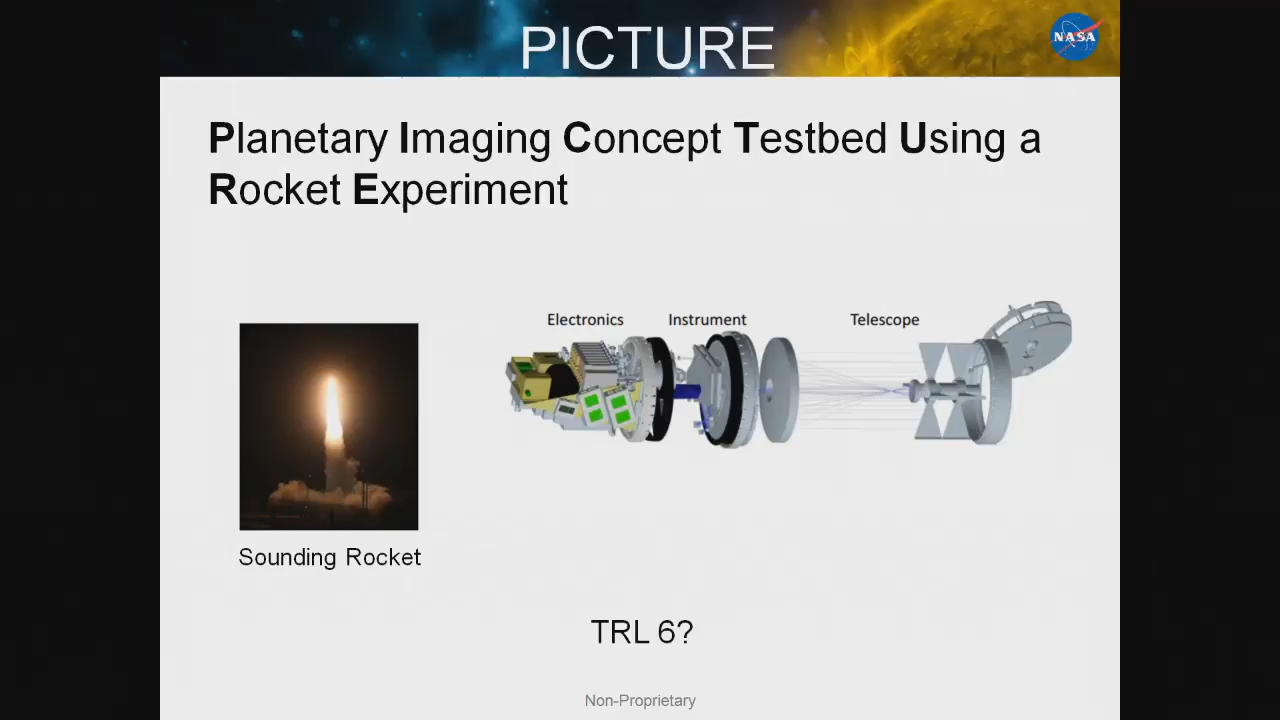 PICTURE
NASA
Planetary Imaging Concept Testbed Using a
Rocket Experiment
Electronics
Instrument
Telescope
Sounding Rocket
TRL 6?
Non-Proprietary